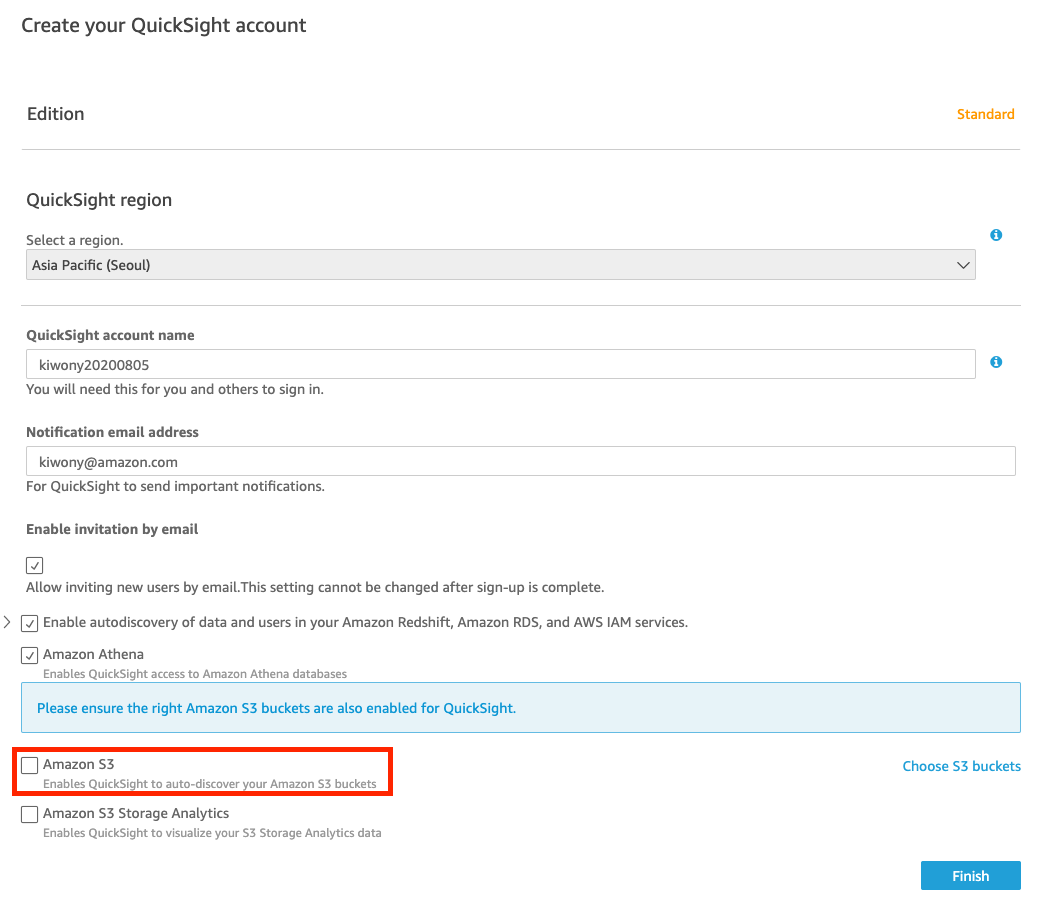 Create your QuickSight account
Edition
Standard
QuickSight region
Select a region.
Asia Pacific (Seoul)
QuickSight account name
kiwony20200805
You will need this for you and others to sign in.
Notification email address
kiwony@amazon.com
For QuickSight to send important notifications.
Enable invitation by email
Allow inviting new users by email.This setting cannot be changed after sign-up is complete.
Enable autodiscovery of data and users in your Amazon Redshift, Amazon RDS, and AWS IAM services.
Amazon Athena
Enables QuickSight access to Amazon Athena databases
Please ensure the right Amazon S3 buckets are also enabled for QuickSight.
Amazon S3
Choose S3 buckets
Enables QuickSight to auto-discover your Amazon S3 buckets
Amazon S3 Storage Analytics
Enables QuickSight to visualize your S3 Storage Analytics data
Finish